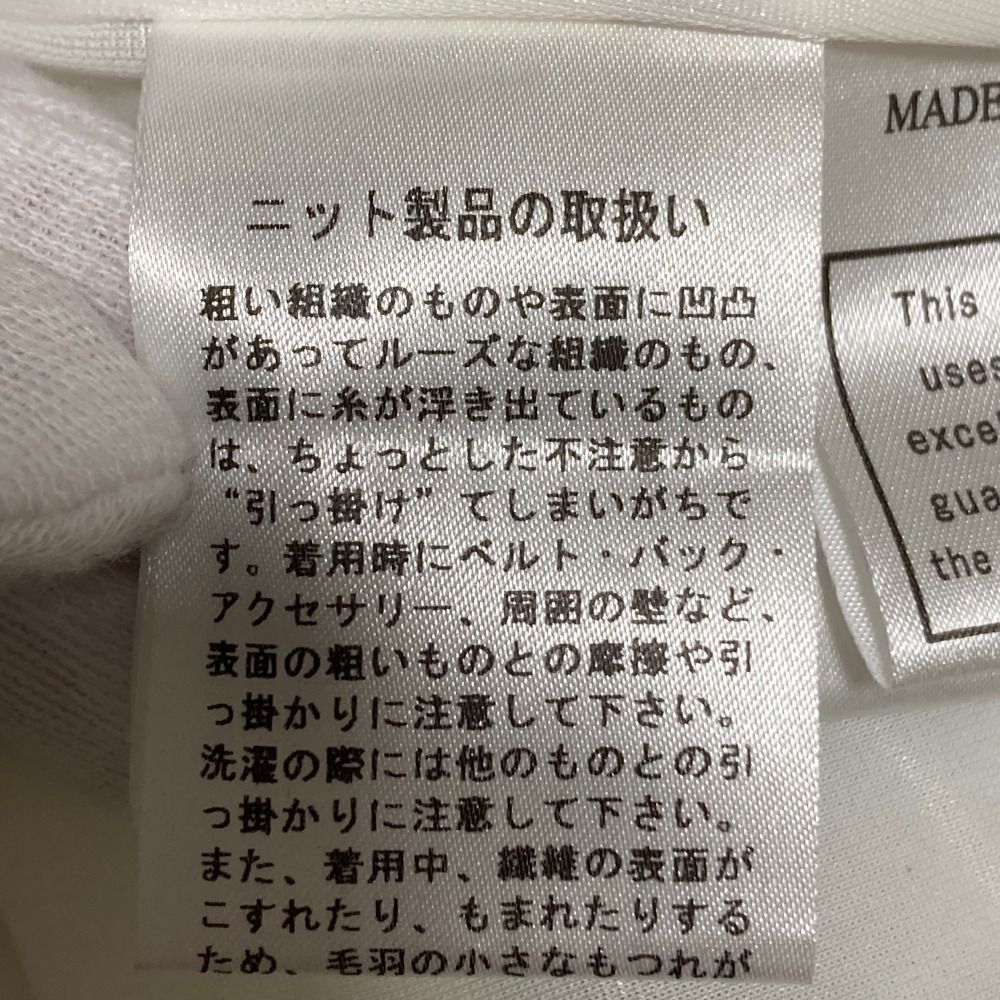 ニット製品の取扱い
粗い組織のものや表面に凹凸
があってルーズな組織のもの、
表面に糸が浮き出ているもの
は、ちょっとした不注意から
“引っ掛け”てしまいがちで
す。着用時にベルト・バック・
アクセサリー、周囲の壁など、
表面の粗いものとの摩擦や引
っ掛かりに注意して下さい。
洗濯の際には他のものとの引
っ掛かりに注意して下さい。
また、着用中、繊維の表面が
こすれたり、もまれたりする
ため、毛羽の小さなもつれが
MADE
This
uses
excel
gua
the